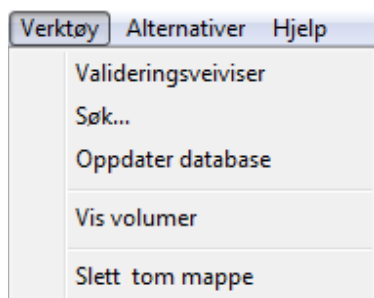 Verktøy Alternativer Hjelp
Valideringsveiviser
Søk...
Oppdater database
Vis volumer
Slett tom mappe